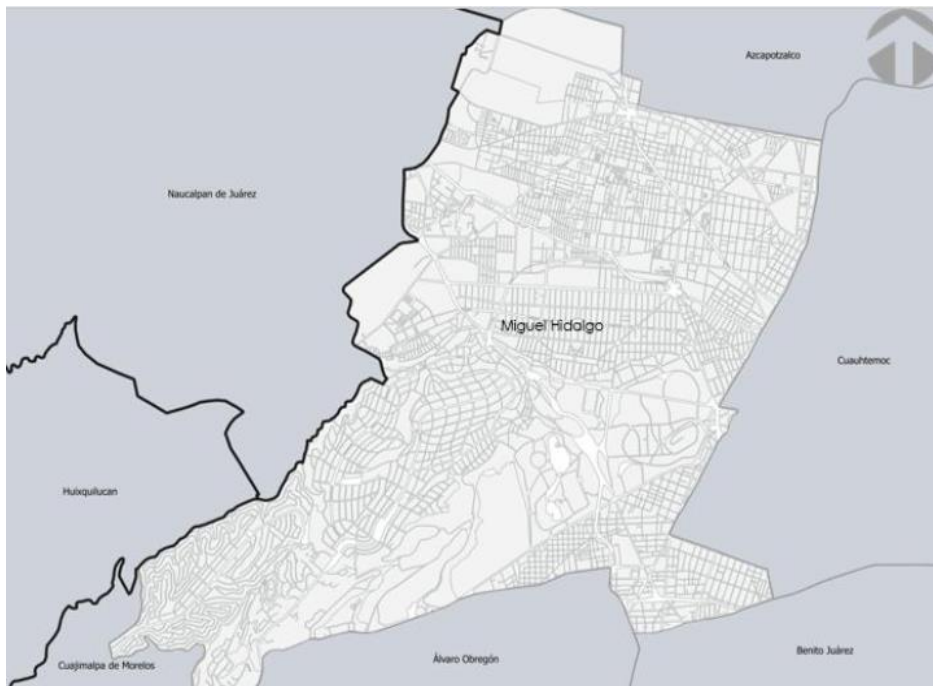 Azcapotzalco
Naucalpan de Juárez
Miguel Hidalgo
Cuauhtemoc
Huixquilucan
Cuajimalpa de Morelos
Álvaro Obregón
Benito Juárez